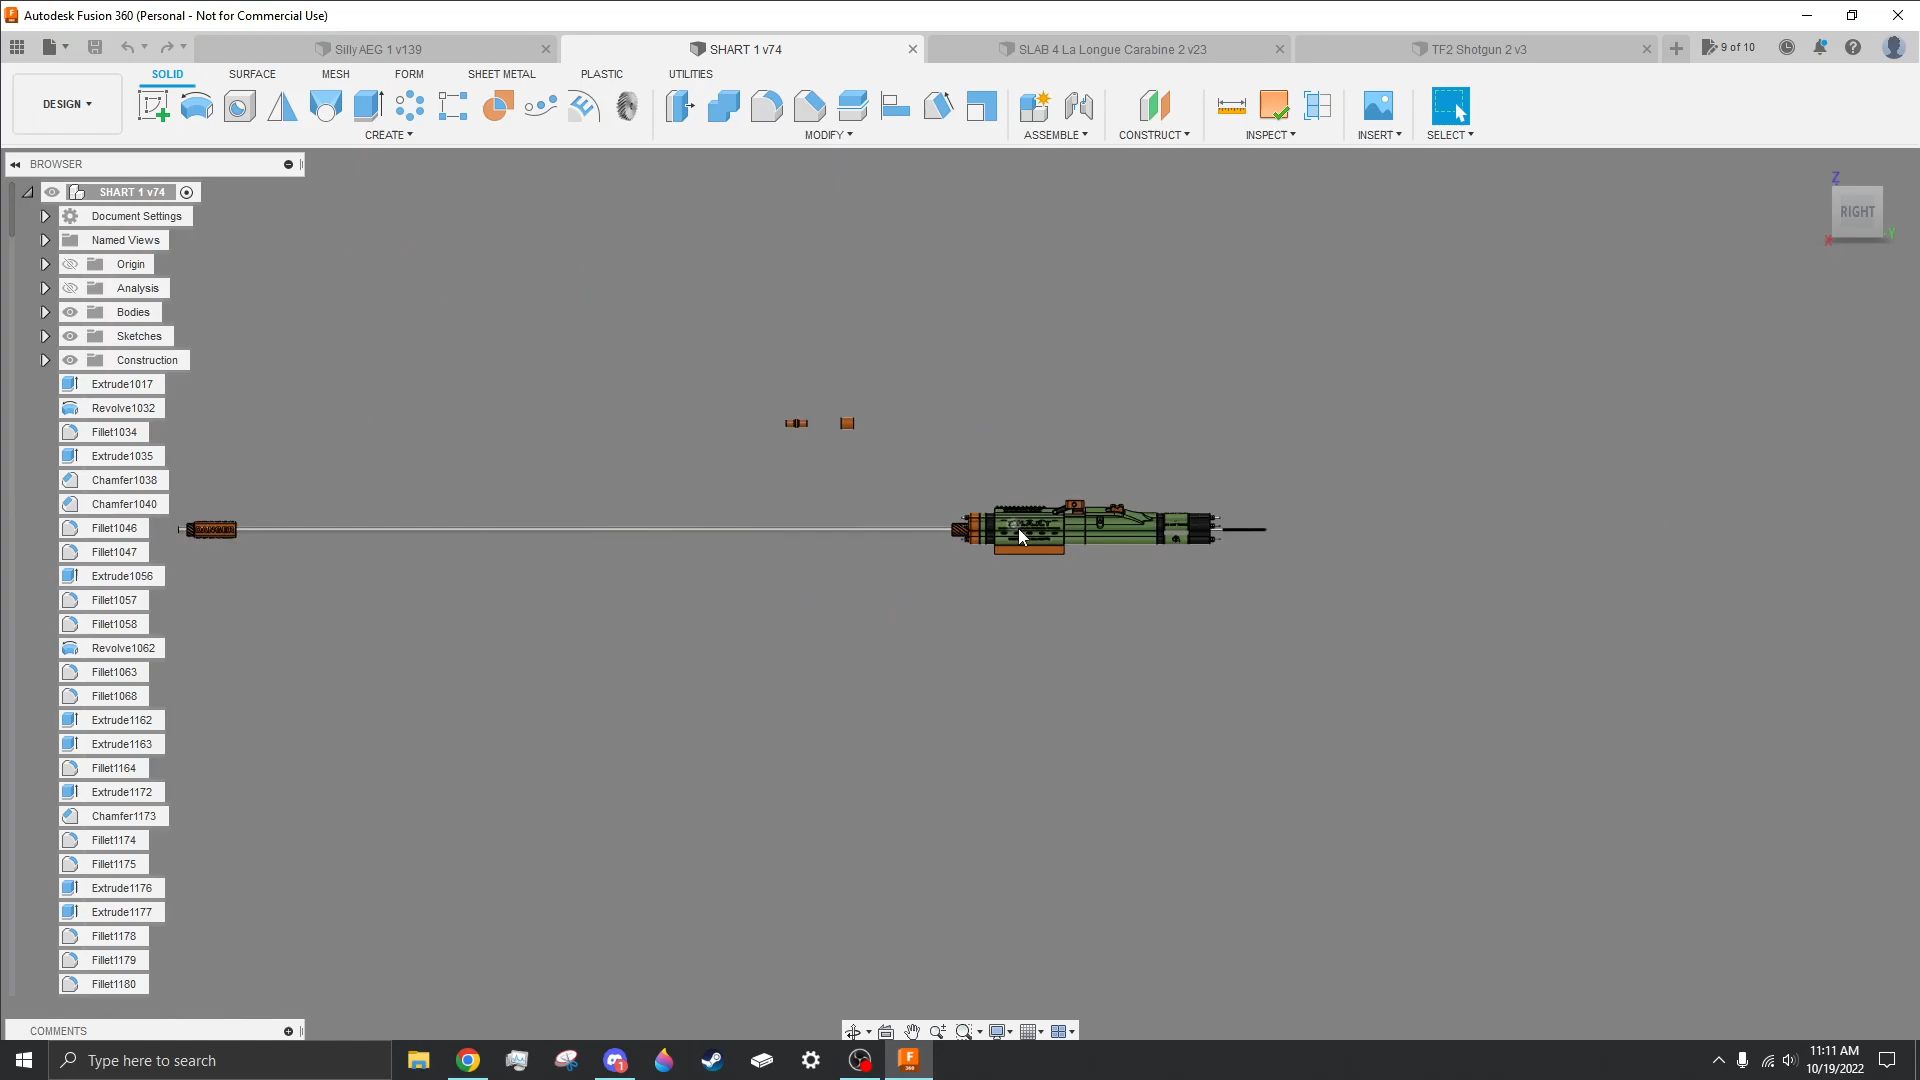 Autodesk Fusion 360 (Personal - Not for Commercial Use)
SillyAEG 1 v139
SHART 1 v74
SLAB 4 La Longue Carabine 2 v23
TF2 Shotgun 2 v3
9 of 10
DESIGN
SOLID
SURFACE
MESH
FORM
SHEET METAL
PLASTIC
UTILITIES
CREATE
MODIFY
ASSEMBLE
CONSTRUCT
INSPECT
INSERT
SELECT
BROWSER
SHART 1 v74
Document Settings
Named Views
Origin
Analysis
Bodies
Sketches
Construction
Extrude1017
Revolve1032
Fillet1034
Extrude1035
Chamfer1038
Chamfer1040
Fillet1046
Fillet1047
Extrude1056
Fillet1057
Fillet1058
Revolve1062
Fillet1063
Fillet1068
Extrude1162
Extrude1163
Fillet1164
Extrude1172
Chamfer1173
Fillet1174
Fillet1175
Extrude1176
Extrude1177
Fillet1178
Fillet1179
Fillet1180
Z
RIGHT
X
Y
DANGER
COMMENTS
Type here to search
1
F
360
11:11 AM
10/19/2022